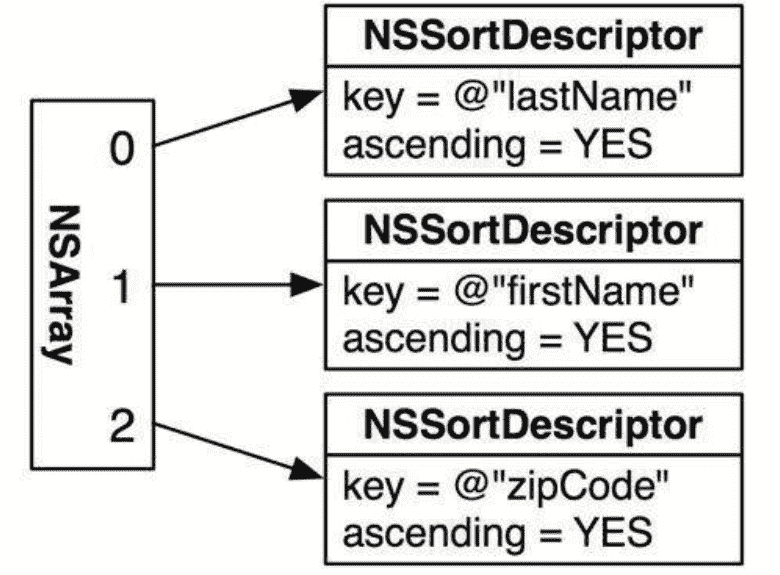 NSArray
0
1
2
NSSortDescriptor
key = @"lastName"
ascending = YES
NSSortDescriptor
key = @"firstName"
ascending = YES
NSSortDescriptor
key = @"zipCode"
ascending = YES